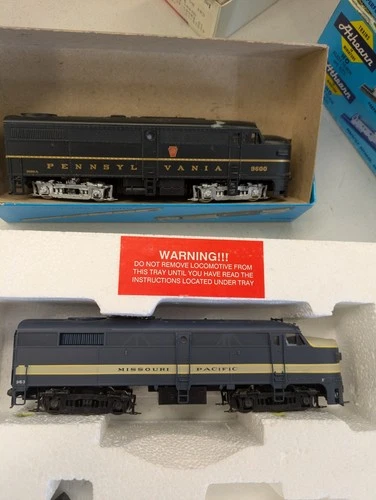 Athearn
Athearn
PENNSYLVANIA 9600
WARNING!!!
DO NOT REMOVE LOCOMOTIVE FROM
THIS TRAY UNTIL YOU HAVE READ THE
INSTRUCTIONS LOCATED UNDER TRAY
MISSOURI PACIFIC